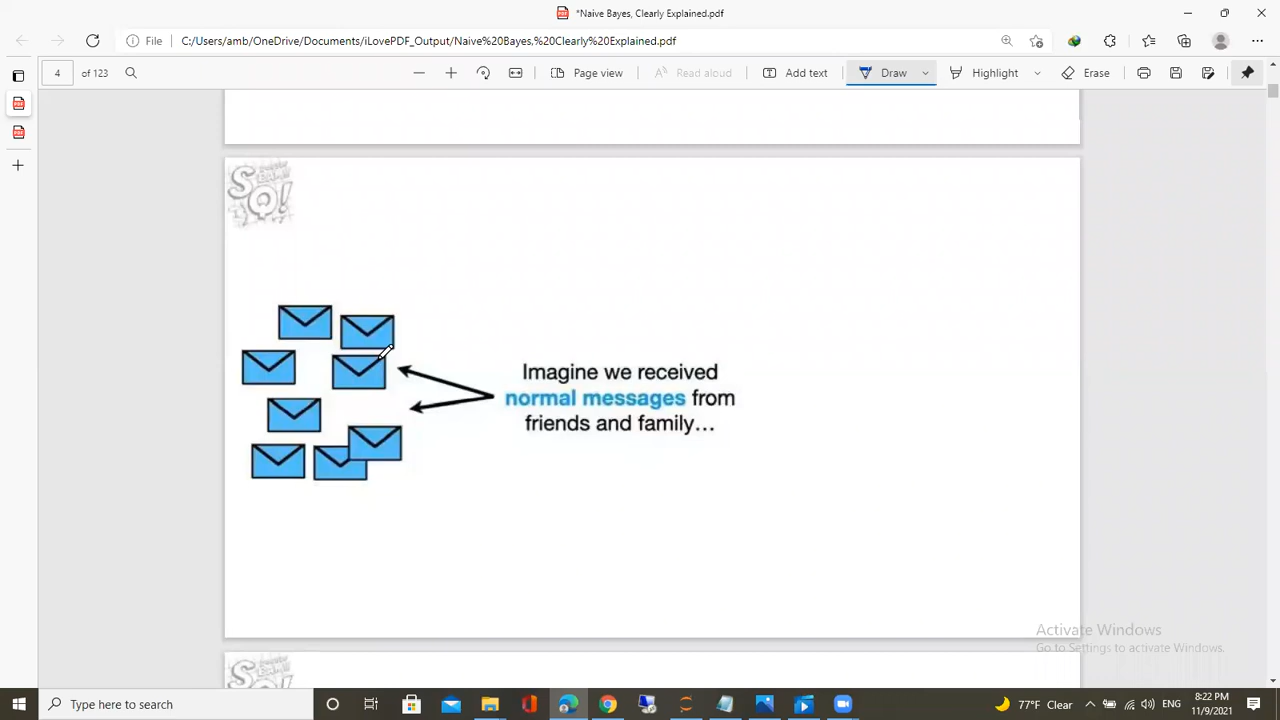 *Naive Bayes, Clearly Explained.pdf
File C:/Users/amb/OneDrive/Documents/iLovePDF_Output/Naive%20Bayes,%20Clearly%20Explained.pdf
4 of 123 Page view Read aloud Add text Draw Highlight Erase
SQ!
Imagine we received
normal messages from
friends and family…
Activate Windows
Go to Settings to activate Windows.
Type here to search
77°F Clear
ENG
8:22 PM
11/9/2021